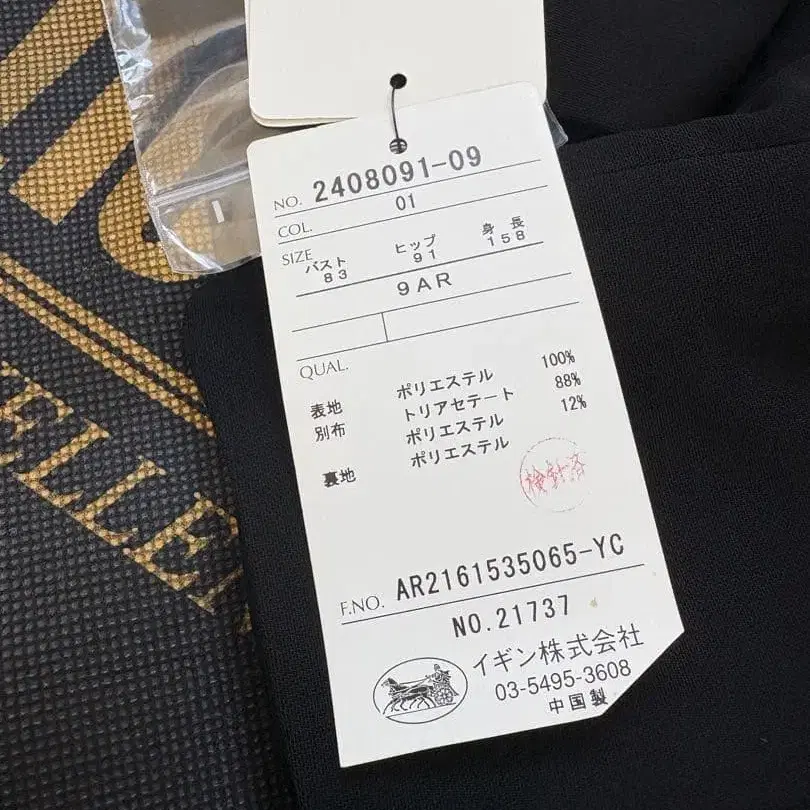 NO. 2408091-09
COL. 01
SIZE
バスト ヒップ 身長
83 91 158
9AR
QUAL.
表地 ポリエステル 100%
別布 トリアセテート 88%
ポリエステル 12%
裏地 ポリエステル
検針済
F.NO. AR2161535065-YC
NO.21737
イギン株式会社
03-5495-3608
中国製
ELLE